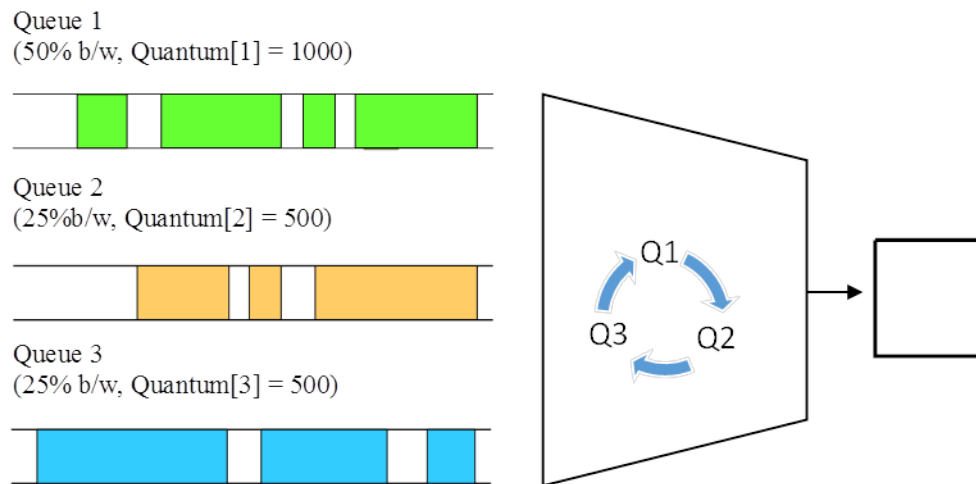 Queue 1
(50% b/w, Quantum[1] = 1000)
Queue 2
(25%b/w, Quantum[2] = 500)
Queue 3
(25% b/w, Quantum[3] = 500)
Q1
Q3
Q2